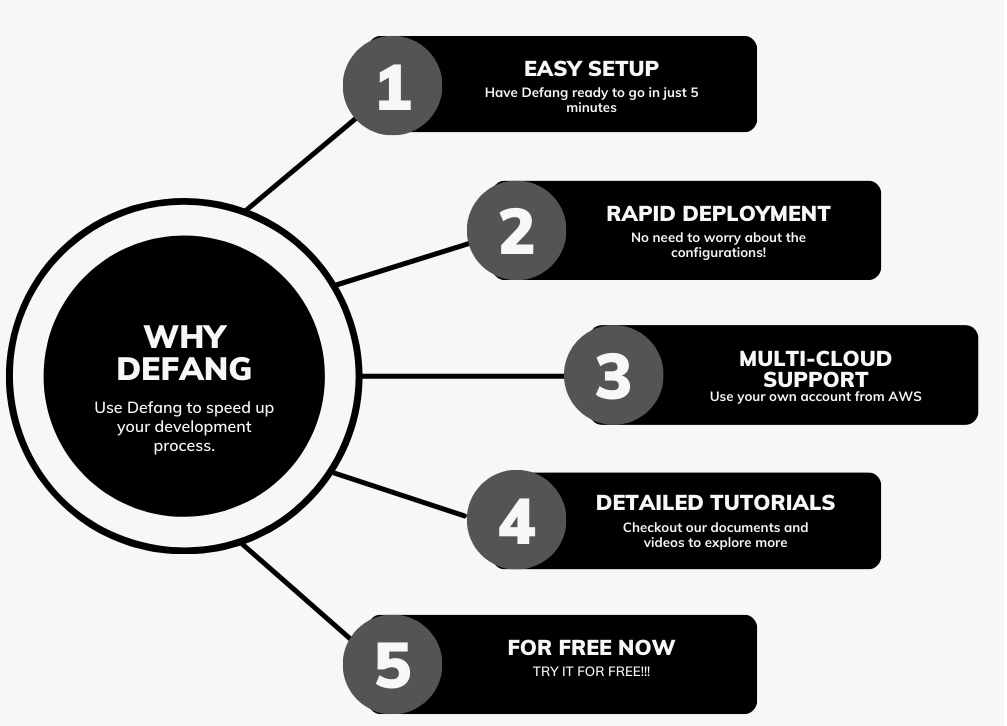 WHY
DEFANG
Use Defang to speed up
your development
process.
1
EASY SETUP
Have Defang ready to go in just 5
minutes
2
RAPID DEPLOYMENT
No need to worry about the
configurations!
3
MULTI-CLOUD
SUPPORT
Use your own account from AWS
4
DETAILED TUTORIALS
Checkout our documents and
videos to explore more
5
FOR FREE NOW
TRY IT FOR FREE!!!